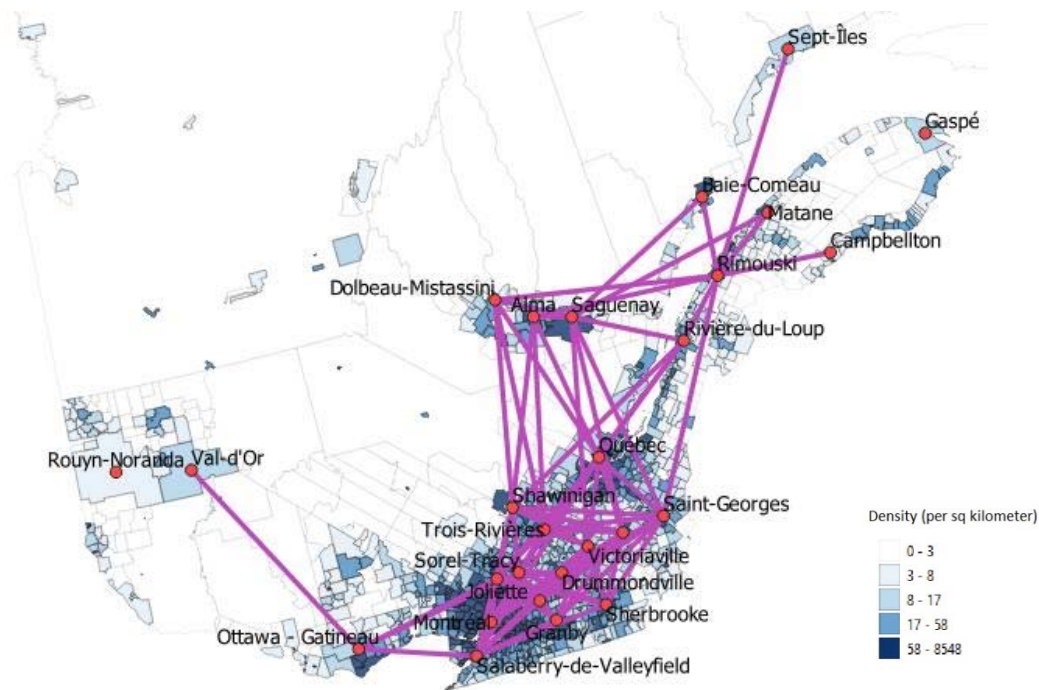 Sept-Îles
Gaspé
Baie-Comeau
Matane
Campbellton
Rimouski
Dolbeau-Mistassini
Alma
Saguenay
Rivière-du-Loup
Québec
Rouyn-Noranda
Val-d'Or
Shawinigan
Saint-Georges
Trois-Rivières
Victoriaville
Sorel-Tracy
Drummondville
Joliette
Sherbrooke
Montréal
Granby
Ottawa - Gatineau
Salaberry-de-Valleyfield
Density (per sq kilometer)
0 - 3
3 - 8
8 - 17
17 - 58
58 - 8548